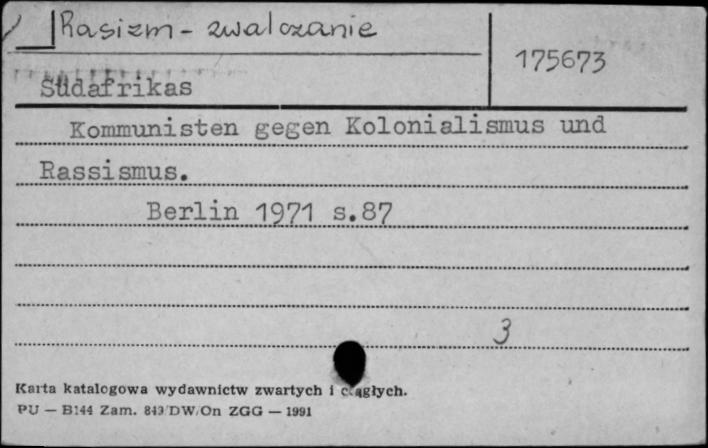 Rasizm - zwalczanie
175673
Südafrikas
Kommunisten gegen Kolonialismus und
Rassismus.
Berlin 1971 s.87
3
Karta katalogowa wydawnictw zwartych i ciągłych.
PU — B144 Zam. 843/DW/On ZGG — 1991